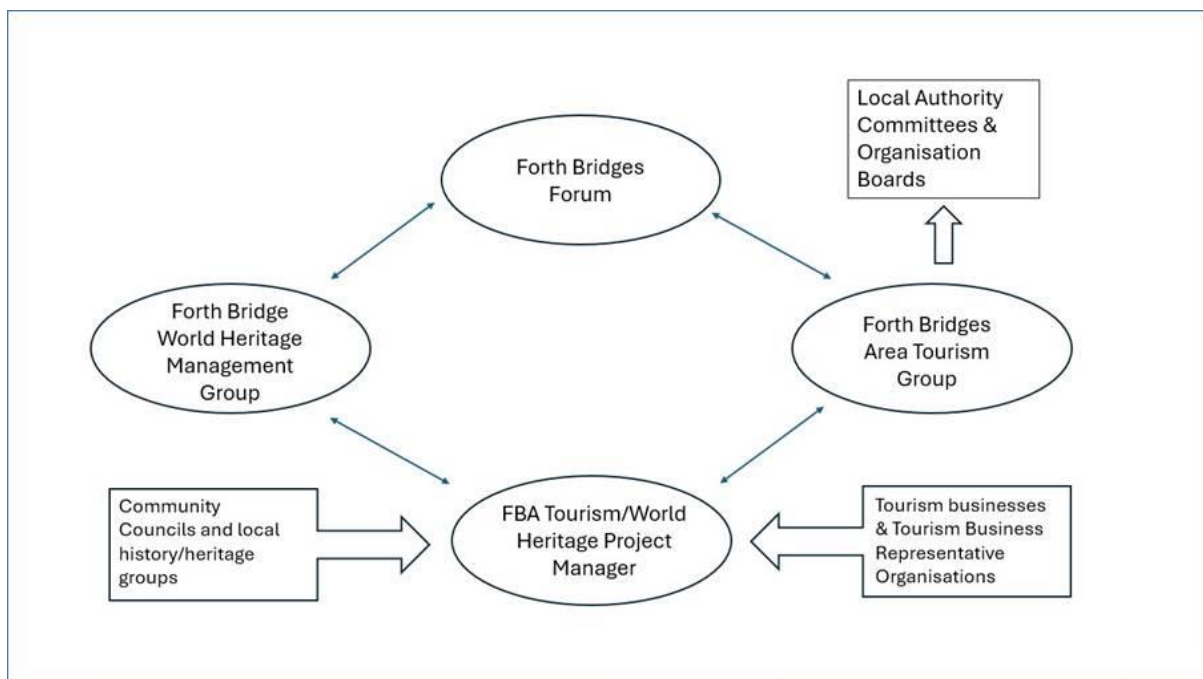 Forth Bridges
Forum
Local Authority
Committees &
Organisation
Boards
Forth Bridge
World Heritage
Management
Group
Forth Bridges
Area Tourism
Group
Community
Councils and local
history/heritage
groups
FBA Tourism/World
Heritage Project
Manager
Tourism businesses
& Tourism Business
Representative
Organisations